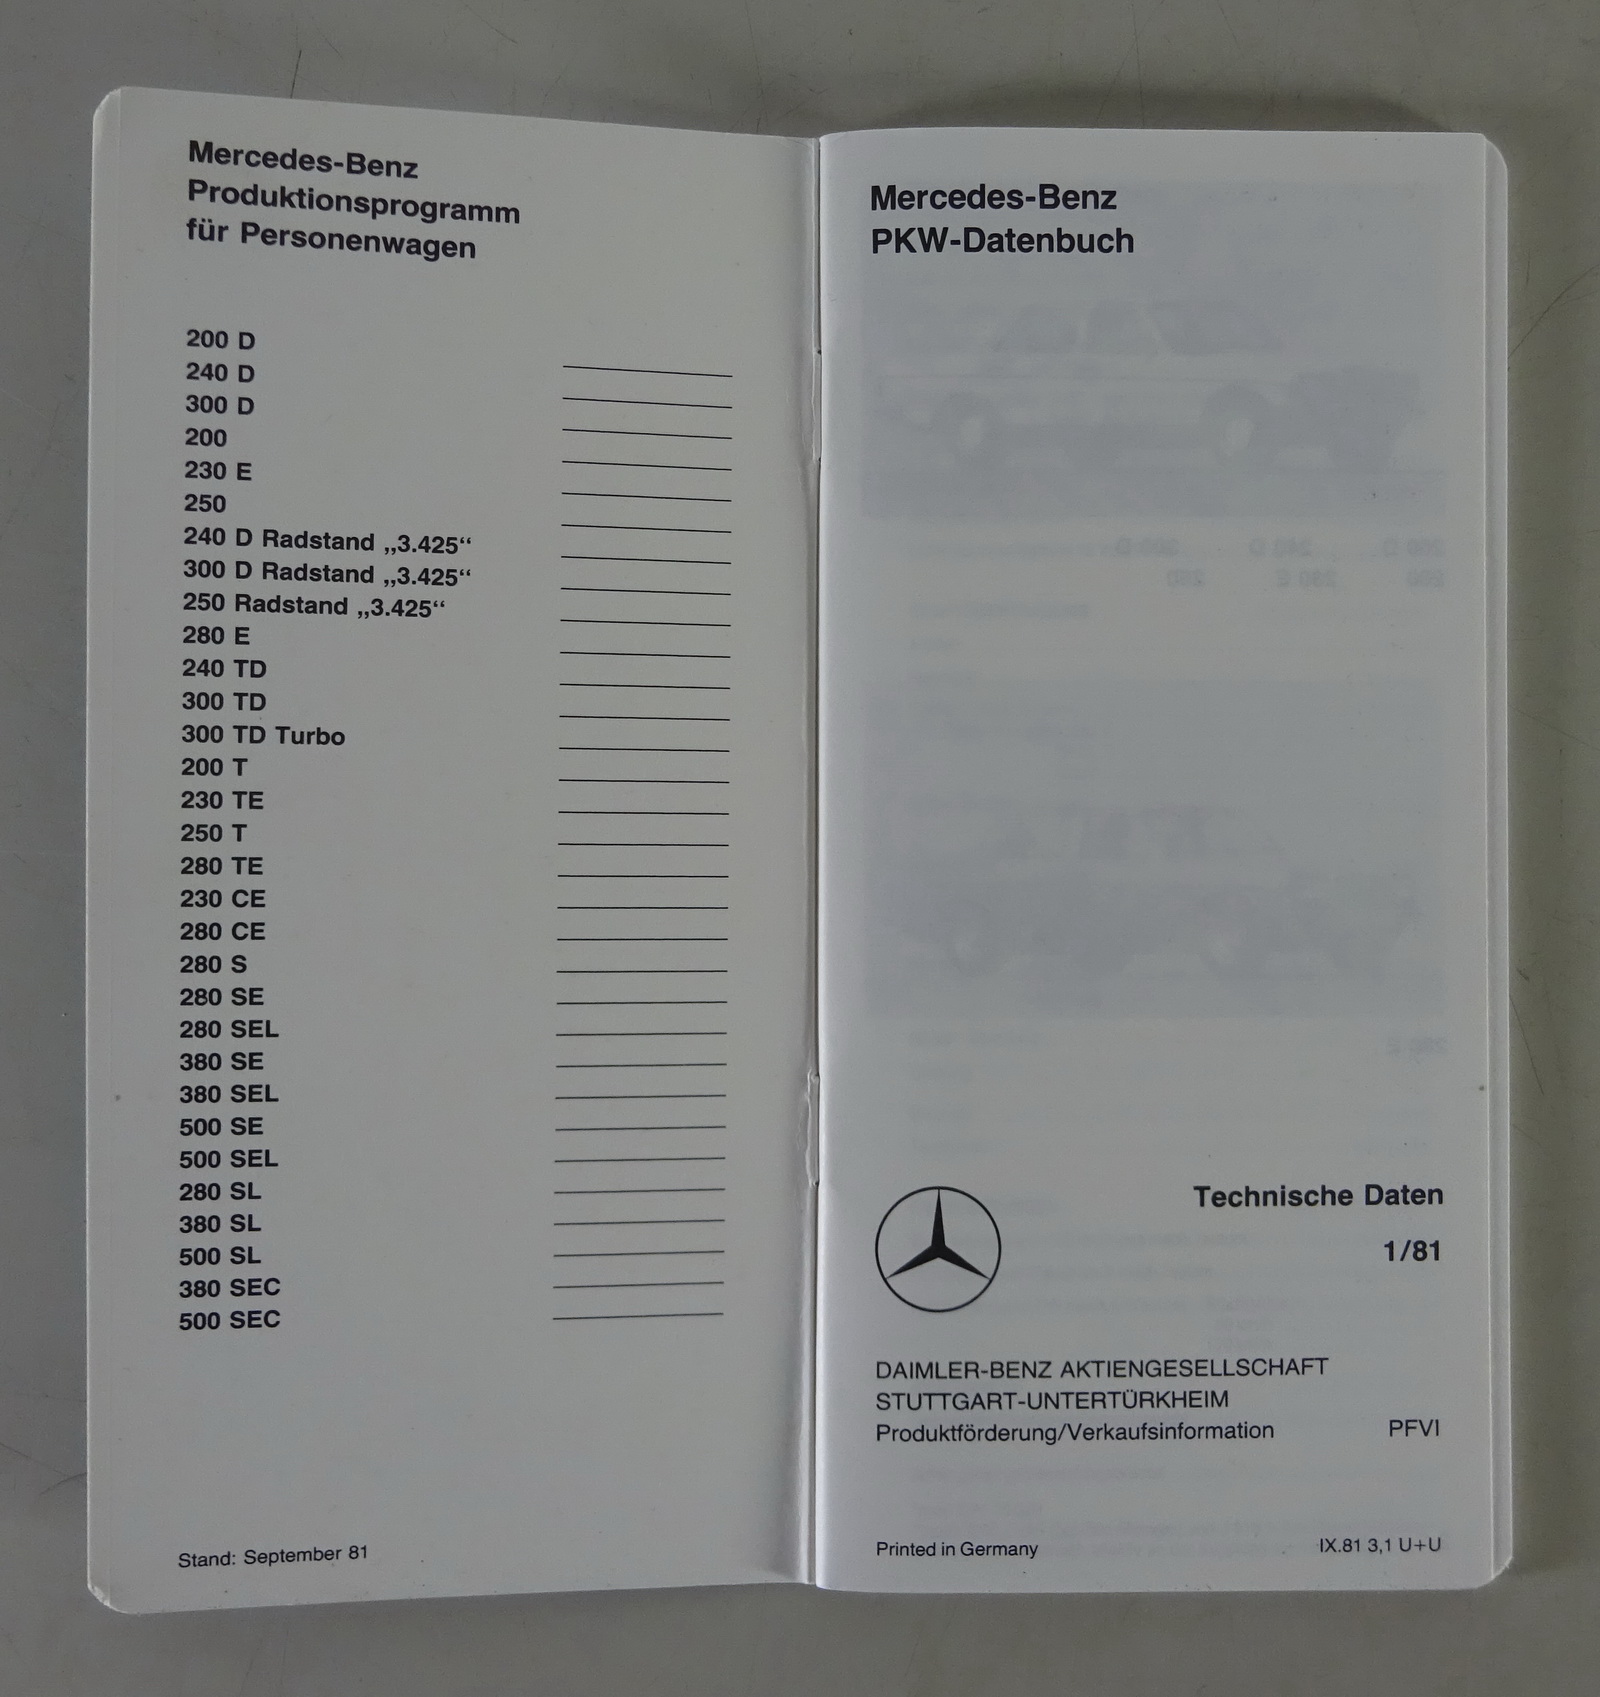 Mercedes-Benz
Produktionsprogramm
für Personenwagen
200 D
240 D
300 D
200
230 E
250
240 D Radstand „3.425“
300 D Radstand „3.425“
250 Radstand „3.425“
280 E
240 TD
300 TD
300 TD Turbo
200 T
230 TE
250 T
280 TE
230 CE
280 CE
280 S
280 SE
280 SEL
380 SE
380 SEL
500 SE
500 SEL
280 SL
380 SL
500 SL
380 SEC
500 SEC
Stand: September 81
Mercedes-Benz
PKW-Datenbuch
Technische Daten
1/81
DAIMLER-BENZ AKTIENGESELLSCHAFT
STUTTGART-UNTERTÜRKHEIM
Produktförderung/Verkaufsinformation PFVI
Printed in Germany IX.81 3,1 U+U